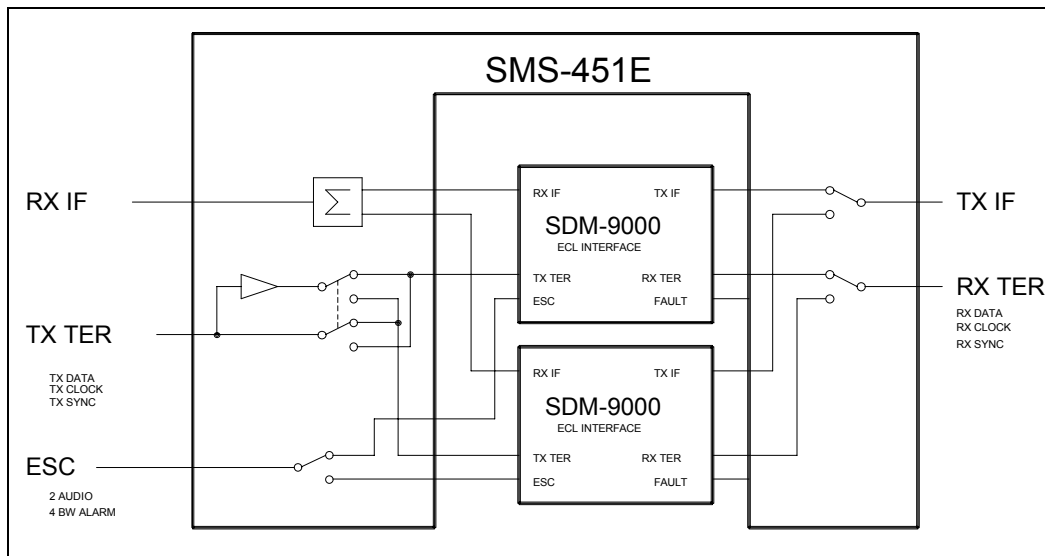 SMS-451E
RX IF
TX TER
TX DATA
TX CLOCK
TX SYNC
ESC
2 AUDIO
4 BW ALARM
Σ
RX IF
TX IF
SDM-9000
ECL INTERFACE
TX TER
RX TER
ESC
FAULT
RX IF
TX IF
SDM-9000
ECL INTERFACE
TX TER
RX TER
ESC
FAULT
TX IF
RX TER
RX DATA
RX CLOCK
RX SYNC